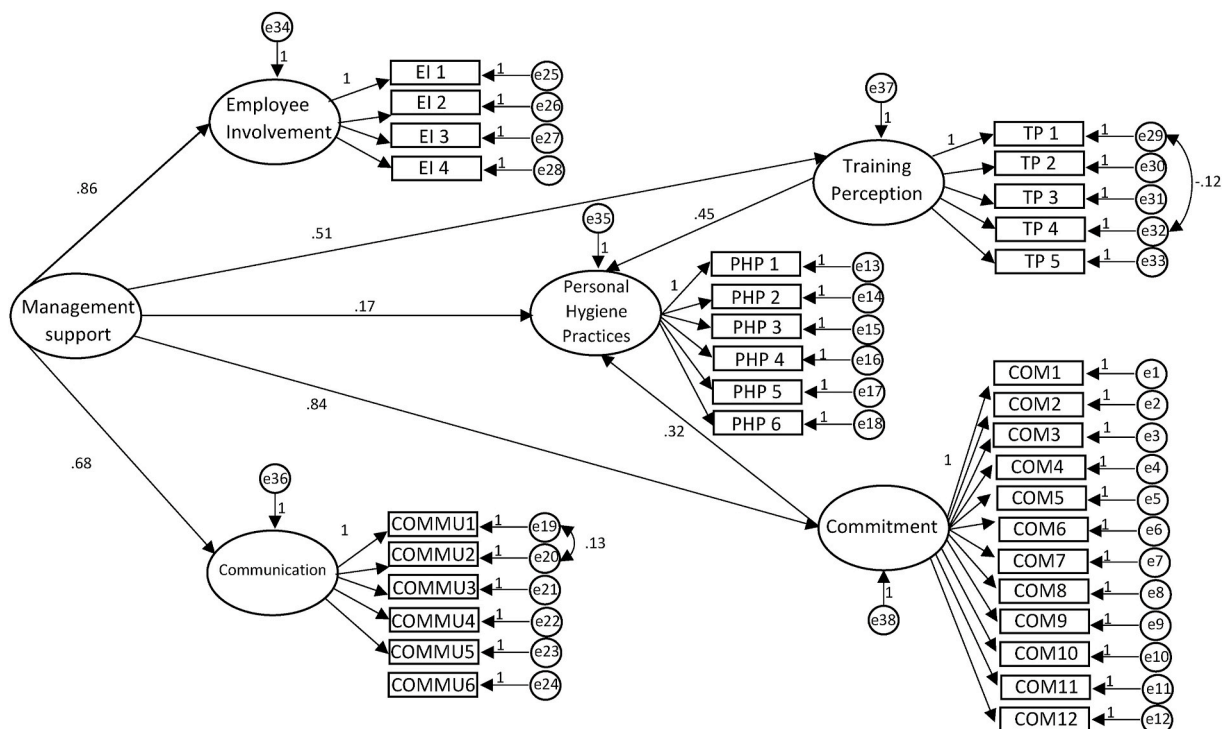 e34
1
Employee
Involvement
1
EI 1
1
e25
EI 2
1
e26
EI 3
1
e27
EI 4
1
e28
.86
e37
1
Training
Perception
1
TP 1
1
e29
TP 2
1
e30
TP 3
1
e31
TP 4
1
e32
TP 5
1
e33
-.12
.51
.45
e35
1
Personal
Hygiene
Practices
1
PHP 1
1
e13
PHP 2
1
e14
PHP 3
1
e15
PHP 4
1
e16
PHP 5
1
e17
PHP 6
1
e18
Management
support
.17
.84
.32
.68
e36
1
Communication
1
COMMU1
1
e19
COMMU2
1
e20
COMMU3
1
e21
COMMU4
1
e22
COMMU5
1
e23
COMMU6
1
e24
.13
Commitment
1
e38
1
COM1
1
e1
COM2
1
e2
COM3
1
e3
COM4
1
e4
COM5
1
e5
COM6
1
e6
COM7
1
e7
COM8
1
e8
COM9
1
e9
COM10
1
e10
COM11
1
e11
COM12
1
e12